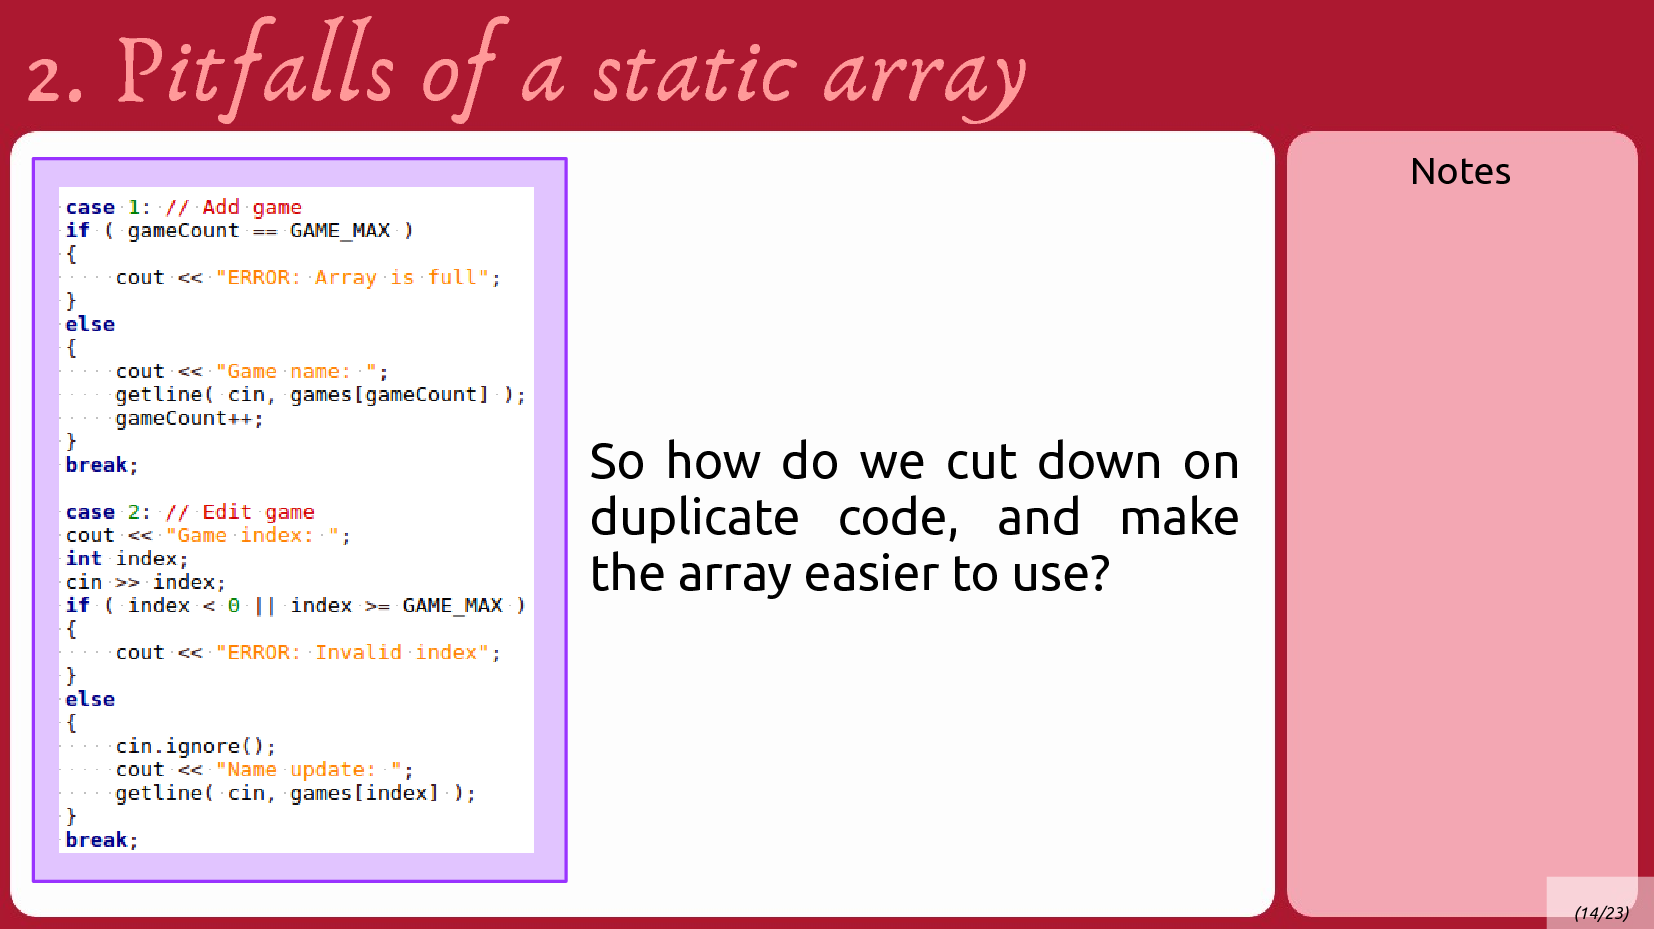 2. Pitfalls of a static array
case 1: // Add game
if ( gameCount == GAME_MAX )
{
cout << "ERROR: Array is full";
}
else
{
cout << "Game name: ";
getline( cin, games[gameCount] );
gameCount++;
}
break;
case 2: // Edit game
cout << "Game index: ";
int index;
cin >> index;
if ( index < 0 || index >= GAME_MAX )
{
cout << "ERROR: Invalid index";
}
else
{
cin.ignore();
cout << "Name update: ";
getline( cin, games[index] );
}
break;
So how do we cut down on
duplicate code, and make
the array easier to use?
Notes
(14/23)